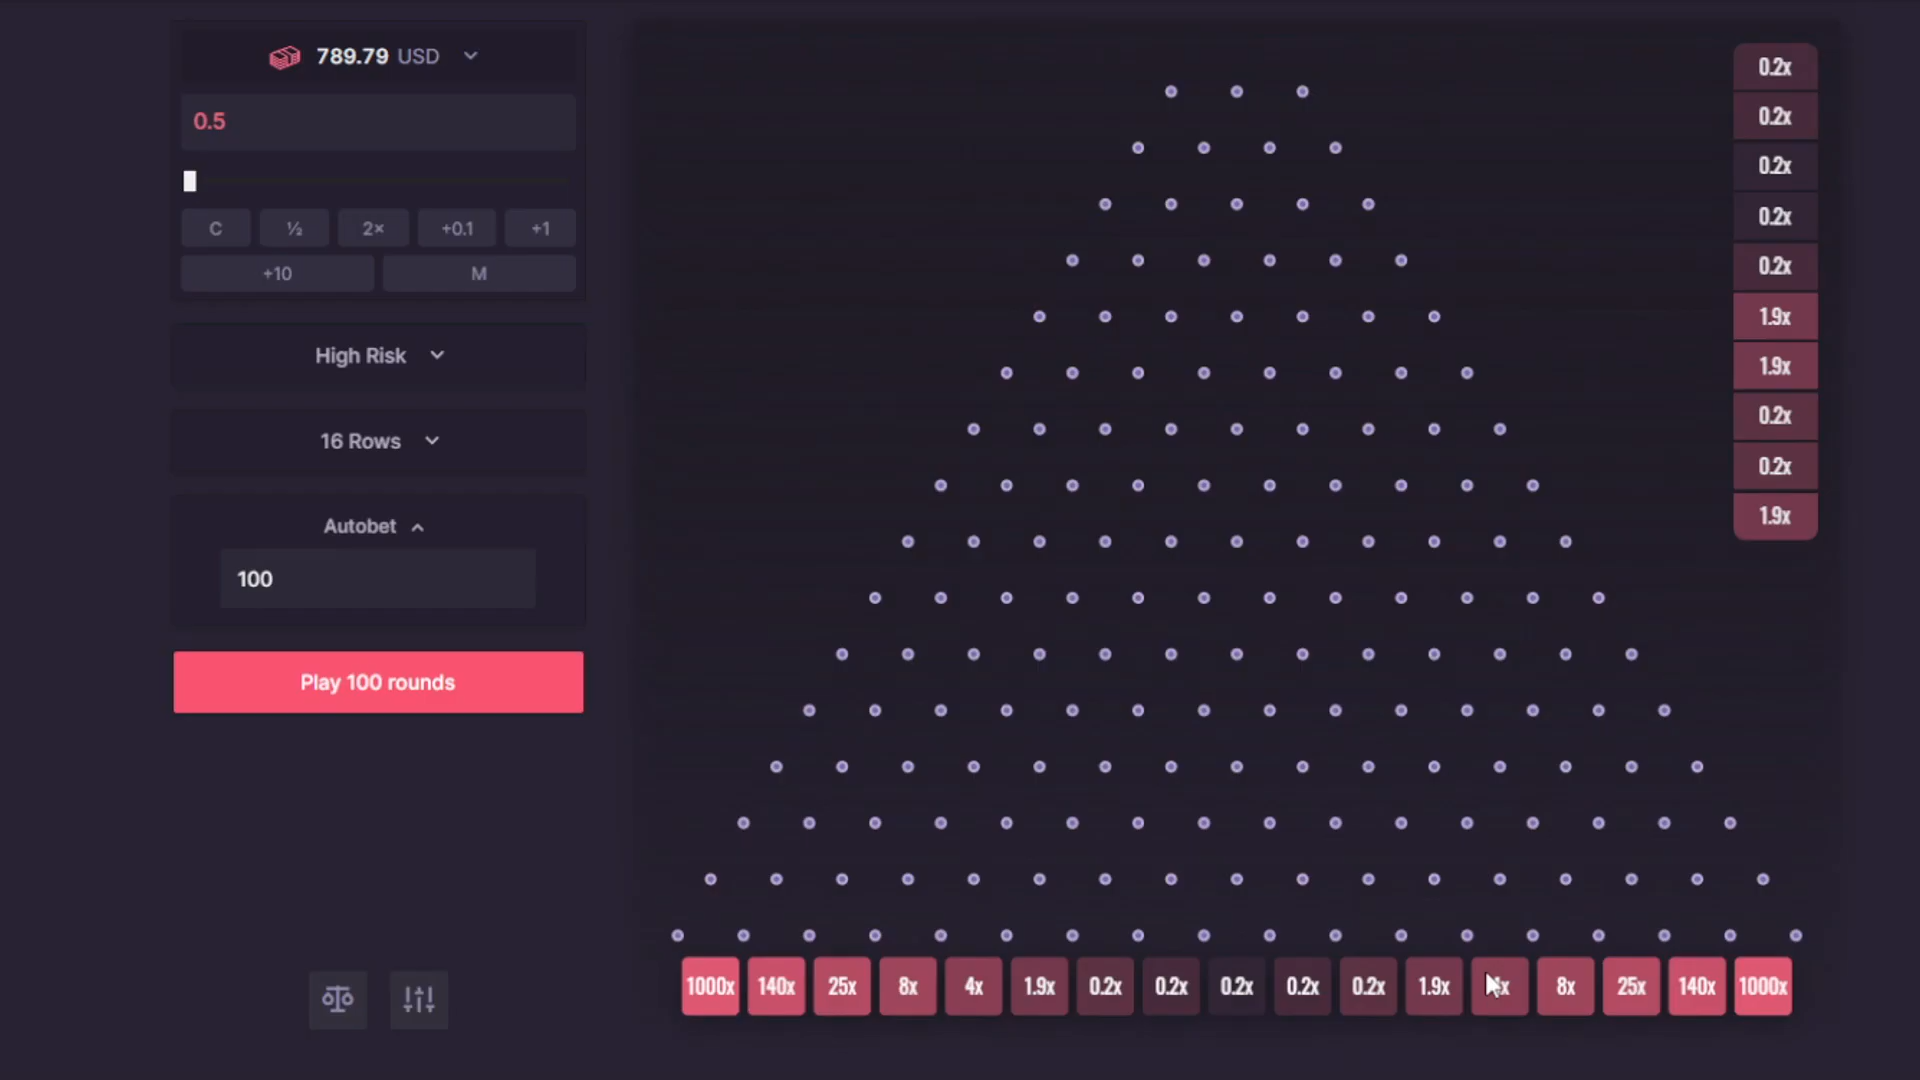 789.79 USD
0.5
C ½ 2× +0.1 +1
+10 M
High Risk
16 Rows
Autobet
100
Play 100 rounds
0.2x
0.2x
0.2x
0.2x
0.2x
1.9x
1.9x
0.2x
0.2x
1.9x
1000x 140x 25x 8x 4x 1.9x 0.2x 0.2x 0.2x 0.2x 0.2x 1.9x 8x 25x 140x 1000x